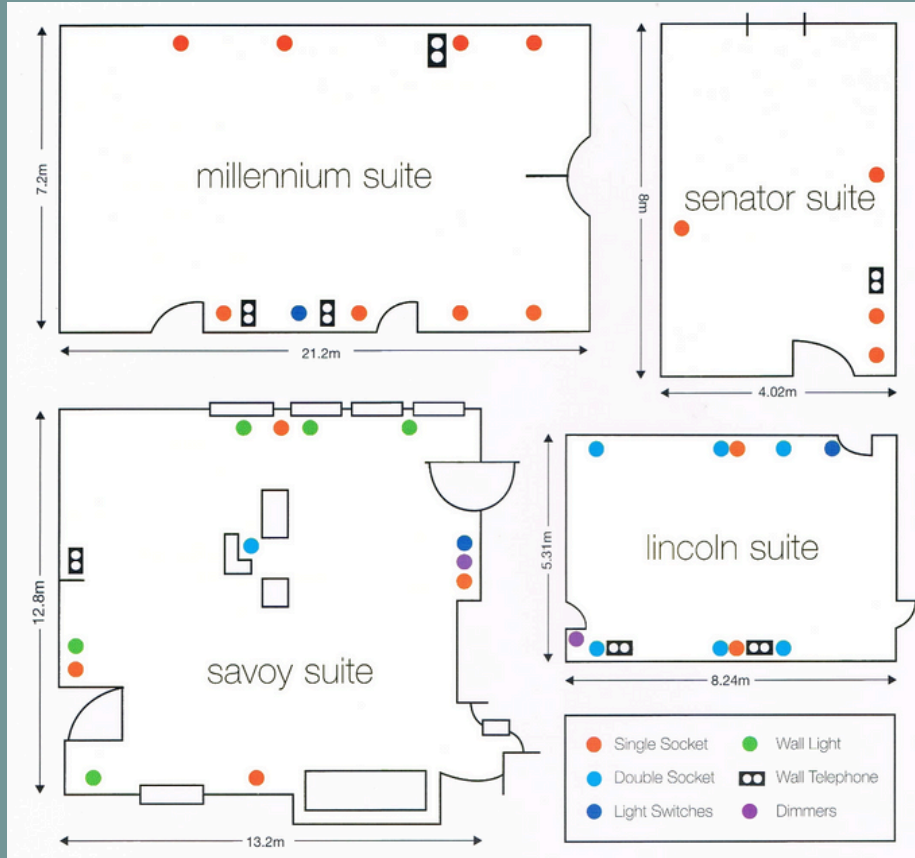 7.2m
millennium suite
21.2m
8m
senator suite
4.02m
12.8m
savoy suite
13.2m
5.31m
lincoln suite
8.24m
Single Socket
Wall Light
Double Socket
Wall Telephone
Light Switches
Dimmers